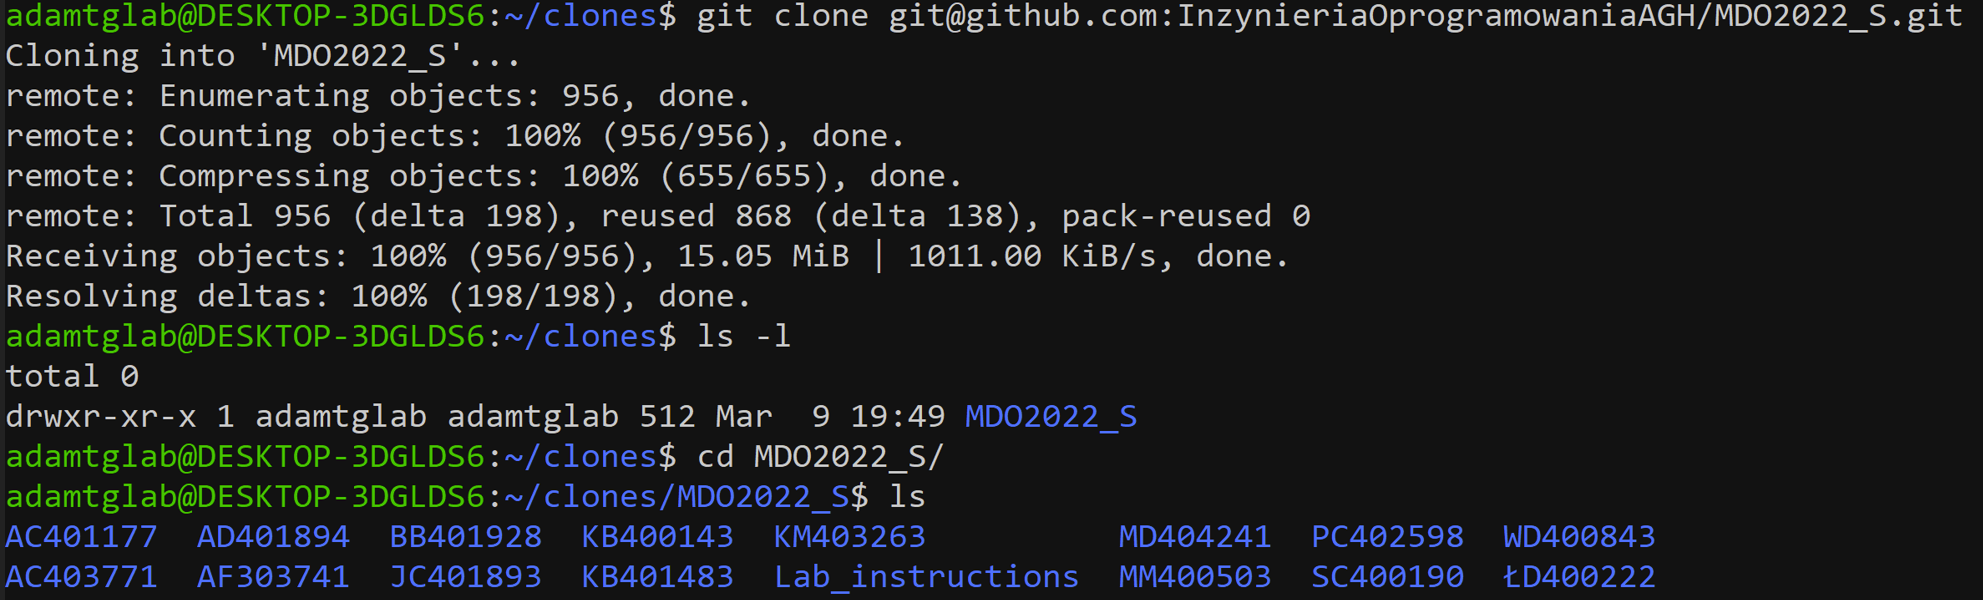 adamtglab@DESKTOP-3DGLDS6:~/clones$ git clone git@github.com:InzynieriaOprogramowaniaAGH/MDO2022_S.git
Cloning into 'MDO2022_S'...
remote: Enumerating objects: 956, done.
remote: Counting objects: 100% (956/956), done.
remote: Compressing objects: 100% (655/655), done.
remote: Total 956 (delta 198), reused 868 (delta 138), pack-reused 0
Receiving objects: 100% (956/956), 15.05 MiB | 1011.00 KiB/s, done.
Resolving deltas: 100% (198/198), done.
adamtglab@DESKTOP-3DGLDS6:~/clones$ ls -l
total 0
drwxr-xr-x 1 adamtglab adamtglab 512 Mar  9 19:49 MDO2022_S
adamtglab@DESKTOP-3DGLDS6:~/clones$ cd MDO2022_S/
adamtglab@DESKTOP-3DGLDS6:~/clones/MDO2022_S$ ls
AC401177  AD401894  BB401928  KB400143  KM403263          MD404241  PC402598  WD400843
AC403771  AF303741  JC401893  KB401483  Lab_instructions  MM400503  SC400190  ŁD400222